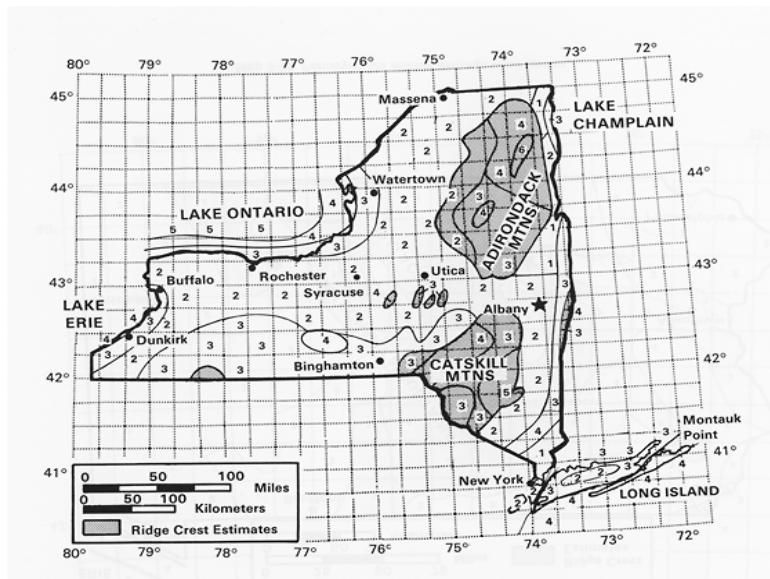 80° 79° 78° 77° 76° 75° 74° 73° 72°
45° 45°
Massena
LAKE
CHAMPLAIN
44° 44°
Watertown
LAKE ONTARIO
ADIRONDACK
MTNS
43° 43°
Buffalo
Rochester
Syracuse
Utica
LAKE
ERIE
Albany
Dunkirk
42° 42°
Binghamton
CATSKILL
MTNS
Montauk
Point
41° 41°
New York
LONG ISLAND
0 50 100
Miles
0 50 100
Kilometers
Ridge Crest Estimates
40°
80° 79° 78° 77° 76° 75° 74° 73° 72°